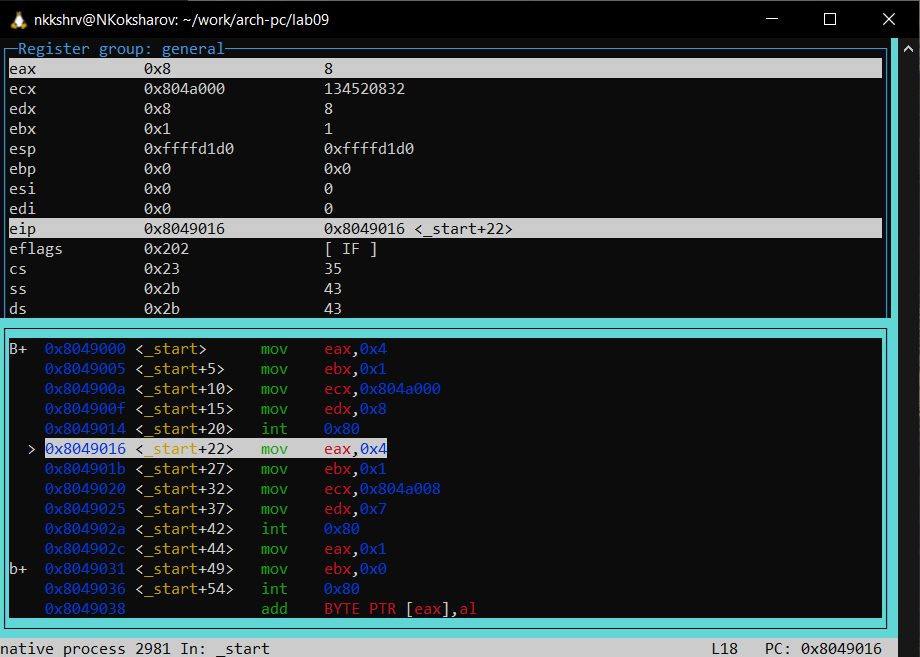 nkkshrv@NKoksharov: ~/work/arch-pc/lab09
Register group: general
eax 0x8 8
ecx 0x804a000 134520832
edx 0x8 8
ebx 0x1 1
esp 0xffffd1d0 0xffffd1d0
ebp 0x0 0x0
esi 0x0 0
edi 0x0 0
eip 0x8049016 0x8049016 <_start+22>
eflags 0x202 [ IF ]
cs 0x23 35
ss 0x2b 43
ds 0x2b 43
B+ 0x8049000 <_start> mov eax,0x4
0x8049005 <_start+5> mov ebx,0x1
0x804900a <_start+10> mov ecx,0x804a000
0x804900f <_start+15> mov edx,0x8
0x8049014 <_start+20> int 0x80
> 0x8049016 <_start+22> mov eax,0x4
0x804901b <_start+27> mov ebx,0x1
0x8049020 <_start+32> mov ecx,0x804a008
0x8049025 <_start+37> mov edx,0x7
0x804902a <_start+42> int 0x80
0x804902c <_start+44> mov eax,0x1
b+ 0x8049031 <_start+49> mov ebx,0x0
0x8049036 <_start+54> int 0x80
0x8049038 add BYTE PTR [eax],al
native process 2981 In: _start L18 PC: 0x8049016